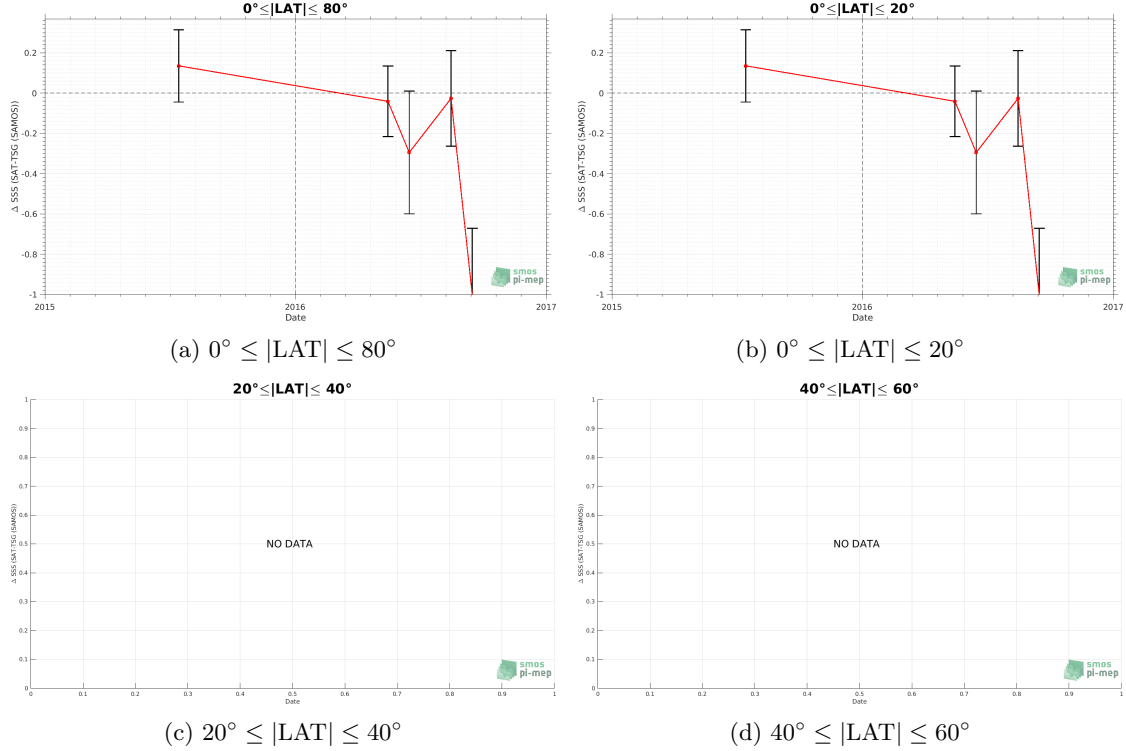 0°≤|LAT|≤ 80°
Δ SSS (SAT-TSG (SAMOS))
0.2
0
-0.2
-0.4
-0.6
-0.8
-1
2015
2016
2017
Date
smos
pi-mep
(a) 0° ≤ |LAT| ≤ 80°
0°≤|LAT|≤ 20°
Δ SSS (SAT-TSG (SAMOS))
0.2
0
-0.2
-0.4
-0.6
-0.8
-1
2015
2016
2017
Date
smos
pi-mep
(b) 0° ≤ |LAT| ≤ 20°
20°≤|LAT|≤ 40°
Δ SSS (SAT-TSG (SAMOS))
1
0.9
0.8
0.7
0.6
0.5
0.4
0.3
0.2
0.1
0
NO DATA
0 0.1 0.2 0.3 0.4 0.5 0.6 0.7 0.8 0.9 1
Date
smos
pi-mep
(c) 20° ≤ |LAT| ≤ 40°
40°≤|LAT|≤ 60°
Δ SSS (SAT-TSG (SAMOS))
1
0.9
0.8
0.7
0.6
0.5
0.4
0.3
0.2
0.1
0
NO DATA
0 0.1 0.2 0.3 0.4 0.5 0.6 0.7 0.8 0.9 1
Date
smos
pi-mep
(d) 40° ≤ |LAT| ≤ 60°